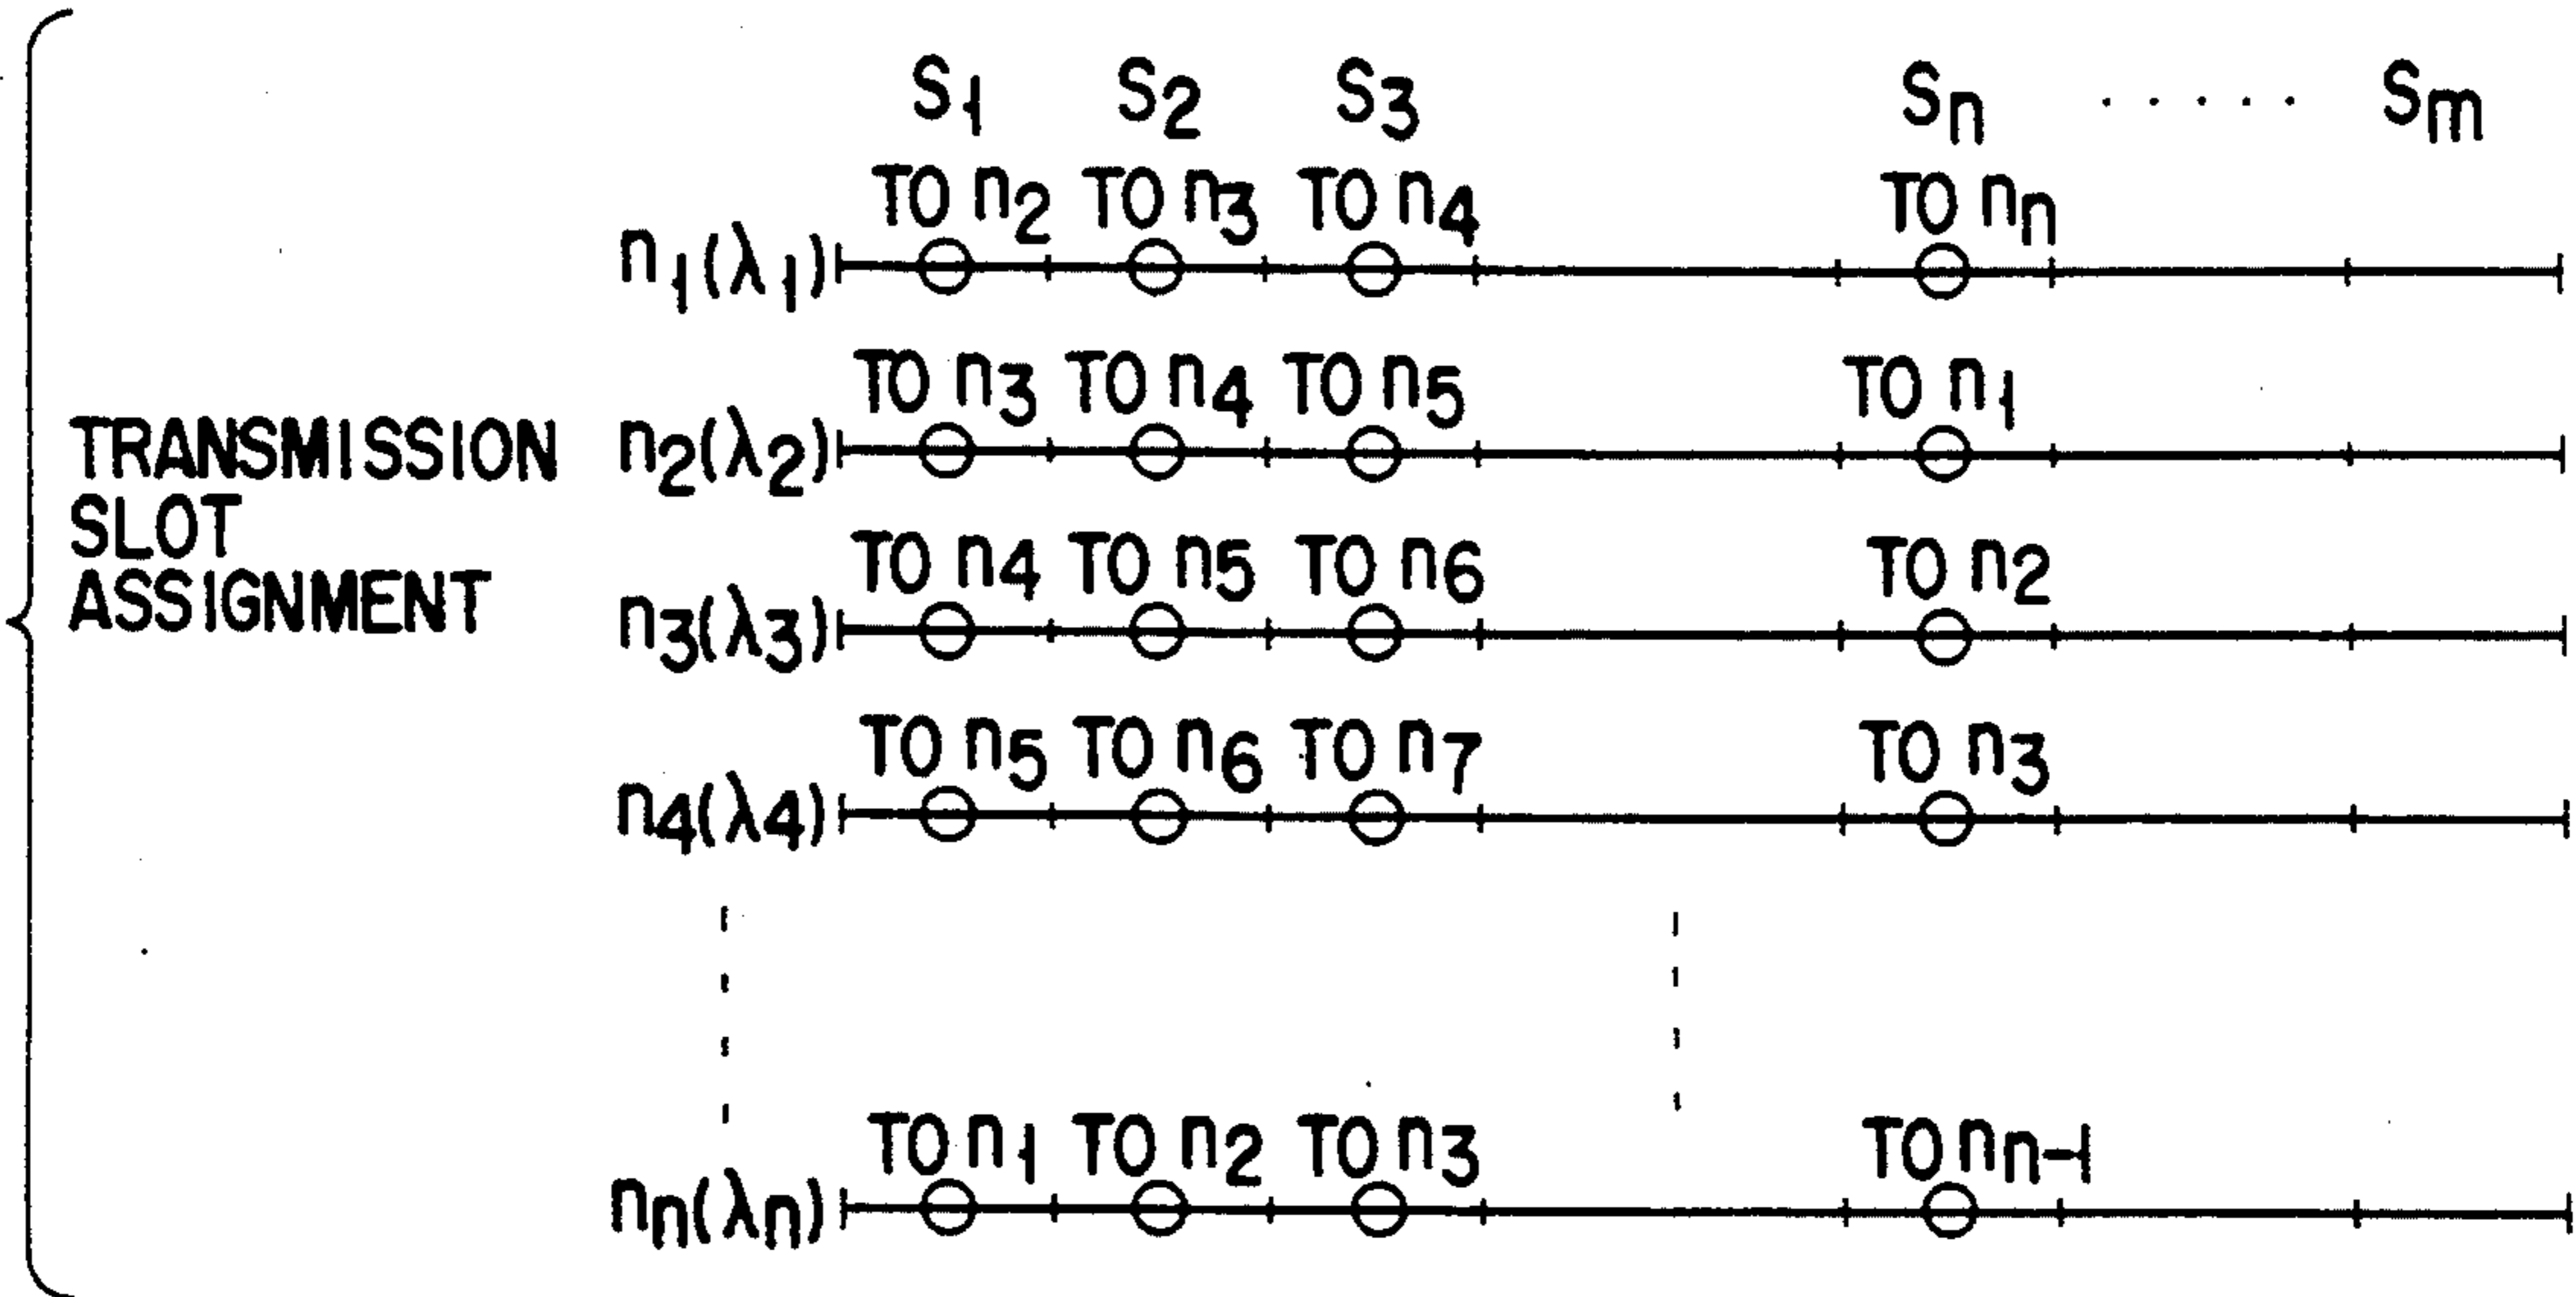 S1 S2 S3 Sn ..... Sm
TO n2 TO n3 TO n4 TO nn
n1(λ1)
TO n3 TO n4 TO n5 TO n1
TRANSMISSION
SLOT
ASSIGNMENT
n2(λ2)
TO n4 TO n5 TO n6 TO n2
n3(λ3)
TO n5 TO n6 TO n7 TO n3
n4(λ4)
TO n1 TO n2 TO n3 TO nn-1
nn(λn)